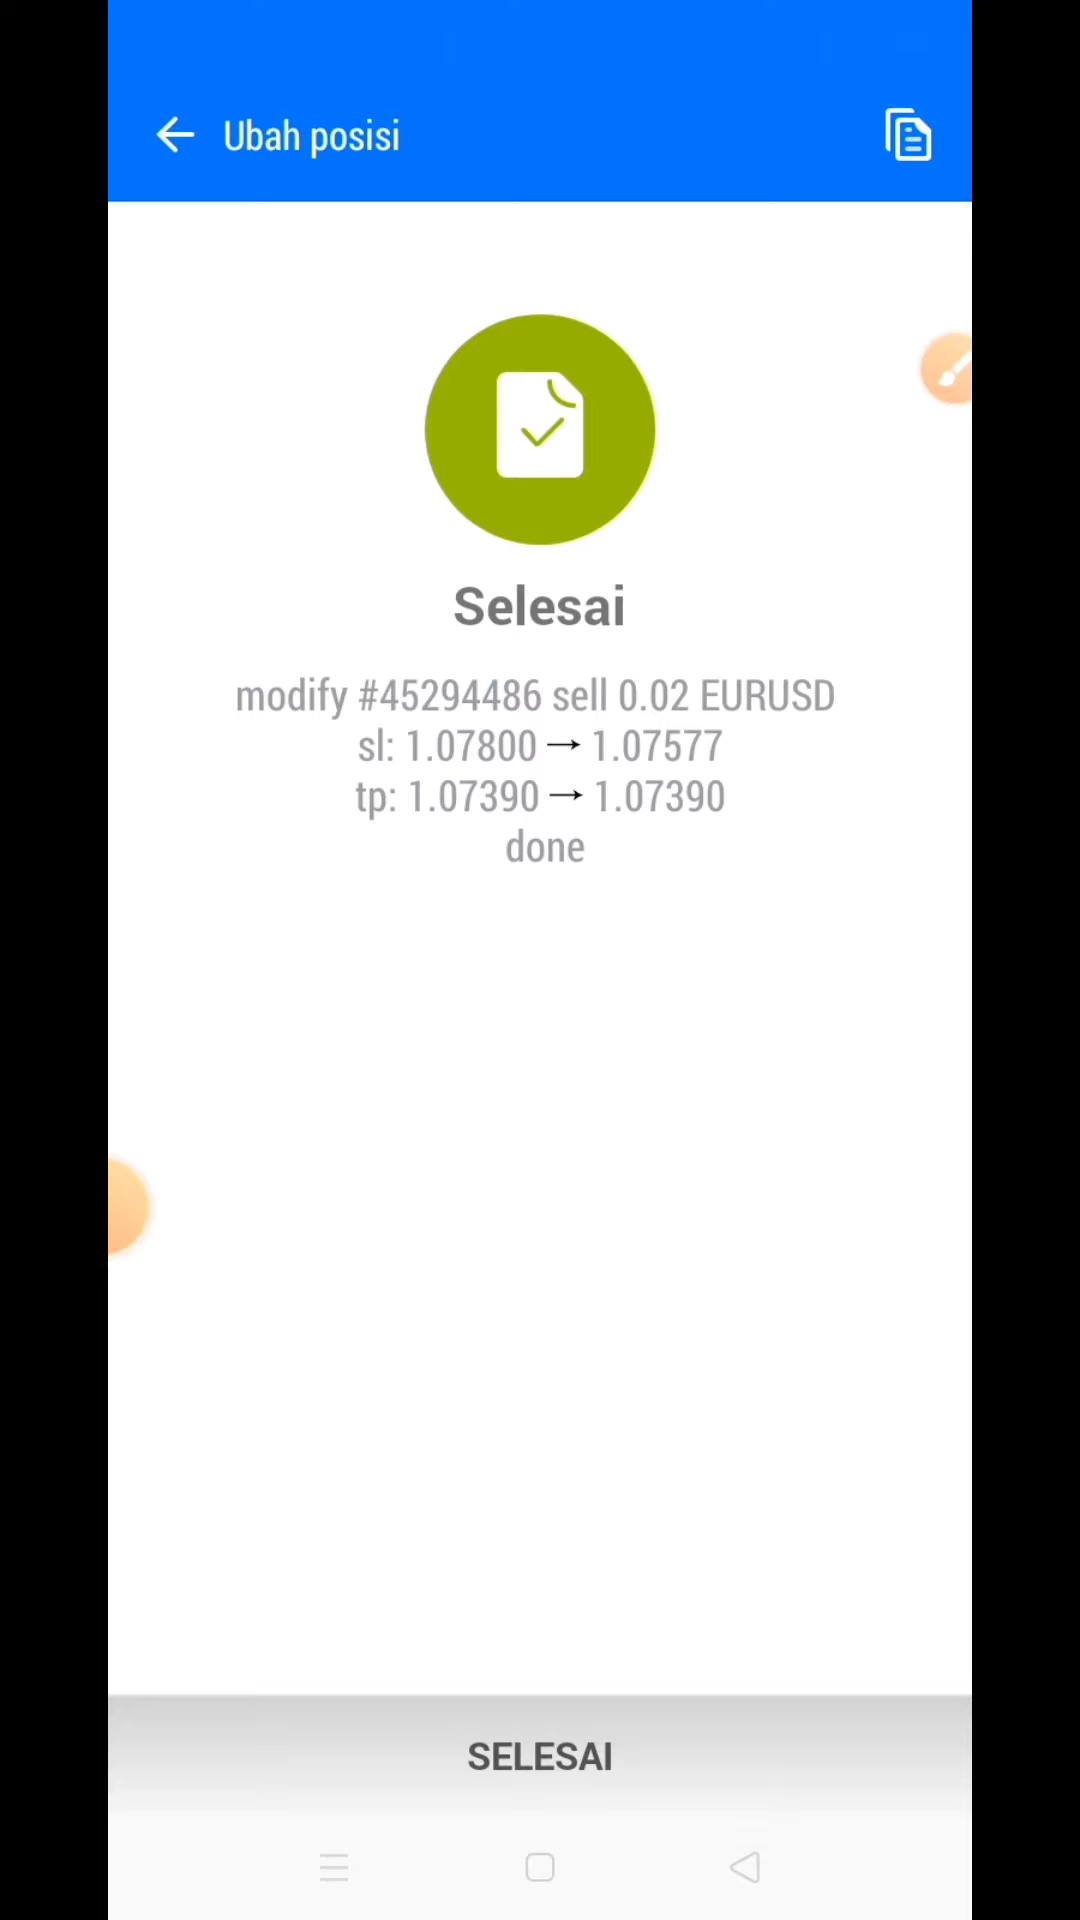 Ubah posisi
Selesai
modify #45294486 sell 0.02 EURUSD
sl: 1.07800 → 1.07577
tp: 1.07390 → 1.07390
done
SELESAI